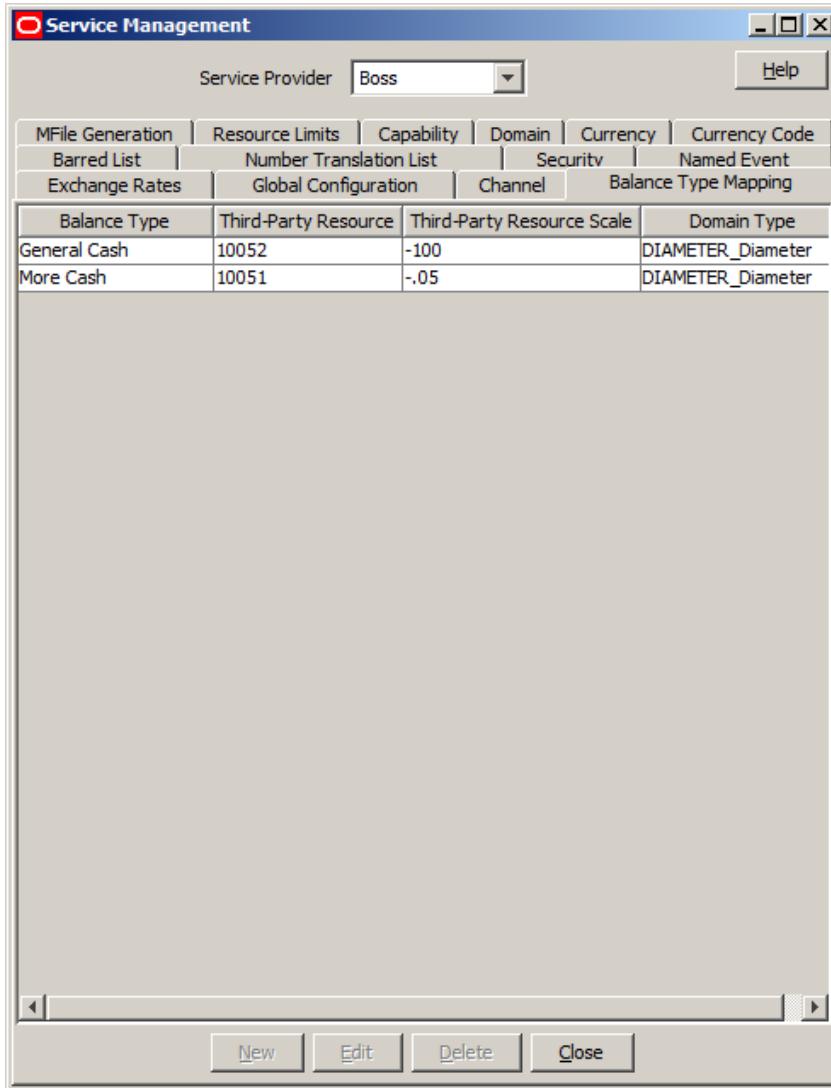 Service Management
Service Provider Boss Help
MFile Generation Resource Limits Capability Domain Currency Currency Code
Barred List Number Translation List Security Named Event
Exchange Rates Global Configuration Channel Balance Type Mapping
Balance Type Third-Party Resource Third-Party Resource Scale Domain Type
General Cash 10052 -100 DIAMETER_Diameter
More Cash 10051 -.05 DIAMETER_Diameter
New Edit Delete Close